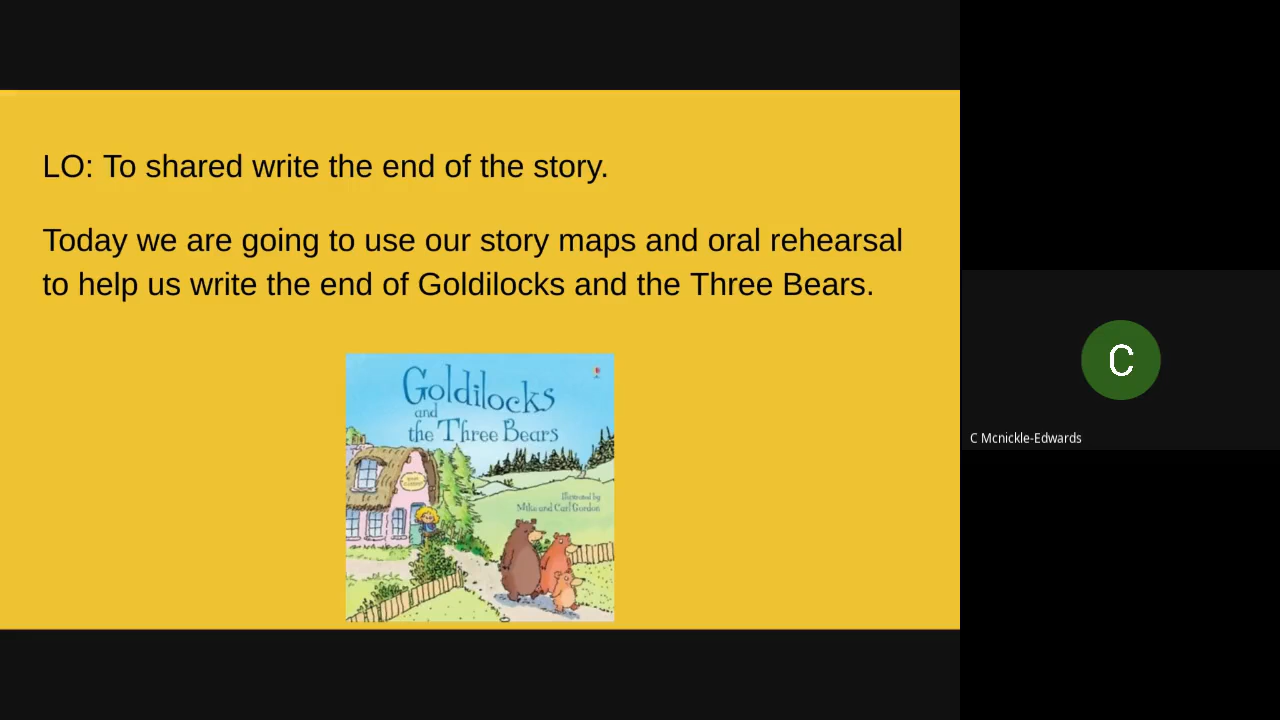 LO: To shared write the end of the story.
Today we are going to use our story maps and oral rehearsal
to help us write the end of Goldilocks and the Three Bears.
Goldilocks
and
the Three Bears
Illustrated by
Mike and Carl Gordon
C
C Mcnickle-Edwards